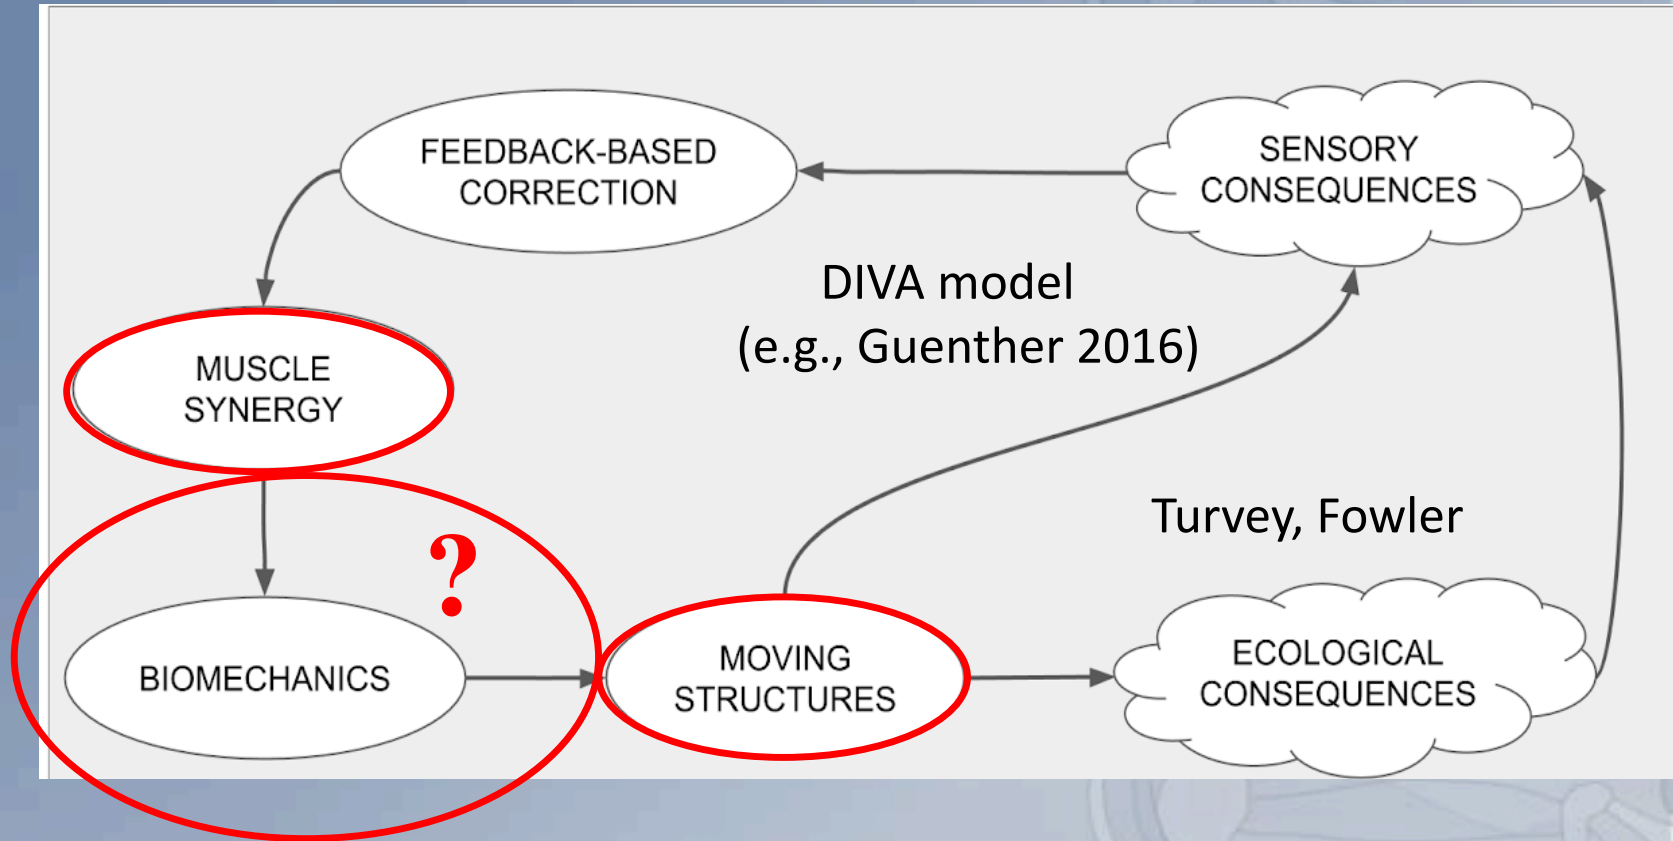 FEEDBACK-BASED
CORRECTION
SENSORY
CONSEQUENCES
DIVA model
(e.g., Guenther 2016)
MUSCLE
SYNERGY
Turvey, Fowler
?
BIOMECHANICS
MOVING
STRUCTURES
ECOLOGICAL
CONSEQUENCES